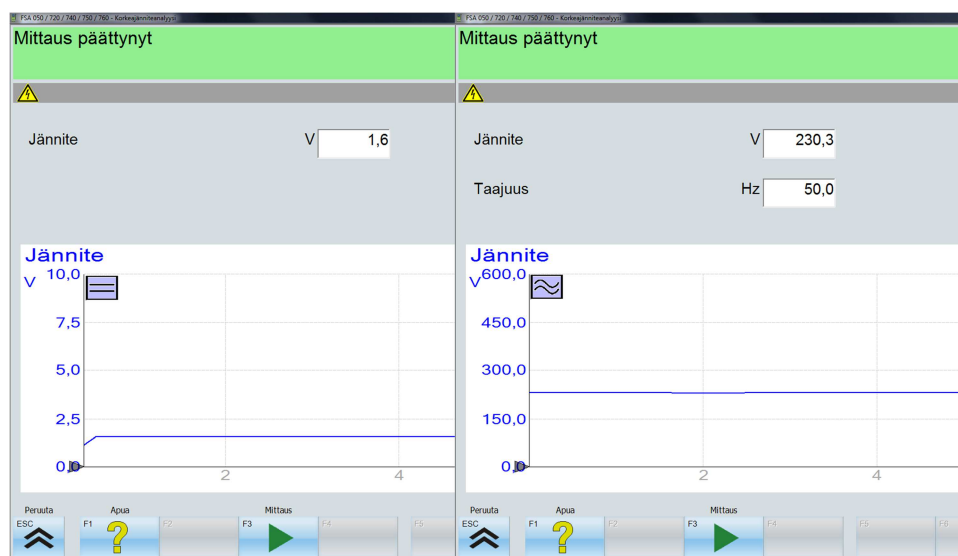 FSA 050 / 720 / 740 / 750 / 760 - Korkeajänniteanalyysi
Mittaus päättynyt
Jännite V 1,6
Jännite
V 10,0
7,5
5,0
2,5
0,0
2 4
Peruuta Apua Mittaus
ESC F1 ? F2 F3 F4 F5
FSA 050 / 720 / 740 / 750 / 760 - Korkeajänniteanalyysi
Mittaus päättynyt
Jännite V 230,3
Taajuus Hz 50,0
Jännite
V 600,0
450,0
300,0
150,0
0,0
2 4
Peruuta Apua Mittaus
ESC F1 ? F2 F3 F4 F5 F6